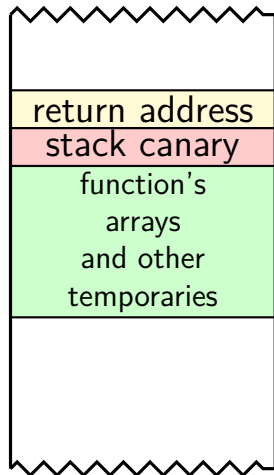 return address
stack canary
function's
arrays
and other
temporaries